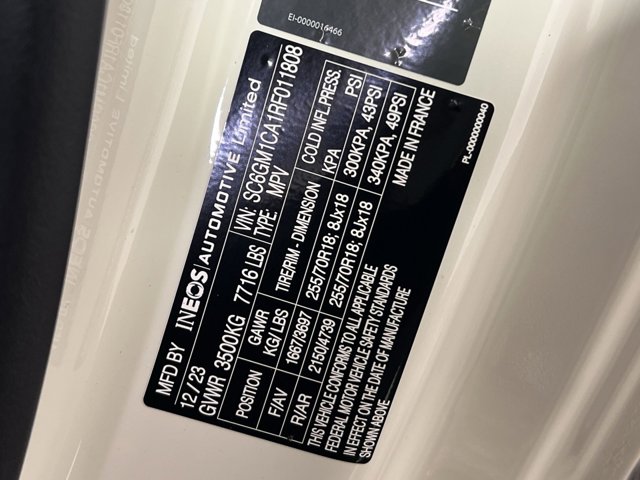 EI-0000016466
MFD BY INEOS AUTOMOTIVE Limited
12/23 VIN: SC6GM1CA1RF011808
GVWR 3500KG 7716 LBS TYPE: MPV
POSITION GAWR KG/LBS TIRE/RIM - DIMENSION COLD INFL.PRESS. KPA PSI
F/AV 1667/3697 255/70R18; 8Jx18 300KPA, 43PSI
R/AR 2150/4739 255/70R18; 8Jx18 340KPA, 49PSI
THIS VEHICLE CONFORMS TO ALL APPLICABLE MADE IN FRANCE
FEDERAL MOTOR VEHICLE SAFETY STANDARDS
IN EFFECT ON THE DATE OF MANUFACTURE
SHOWN ABOVE.
PL-0000000040